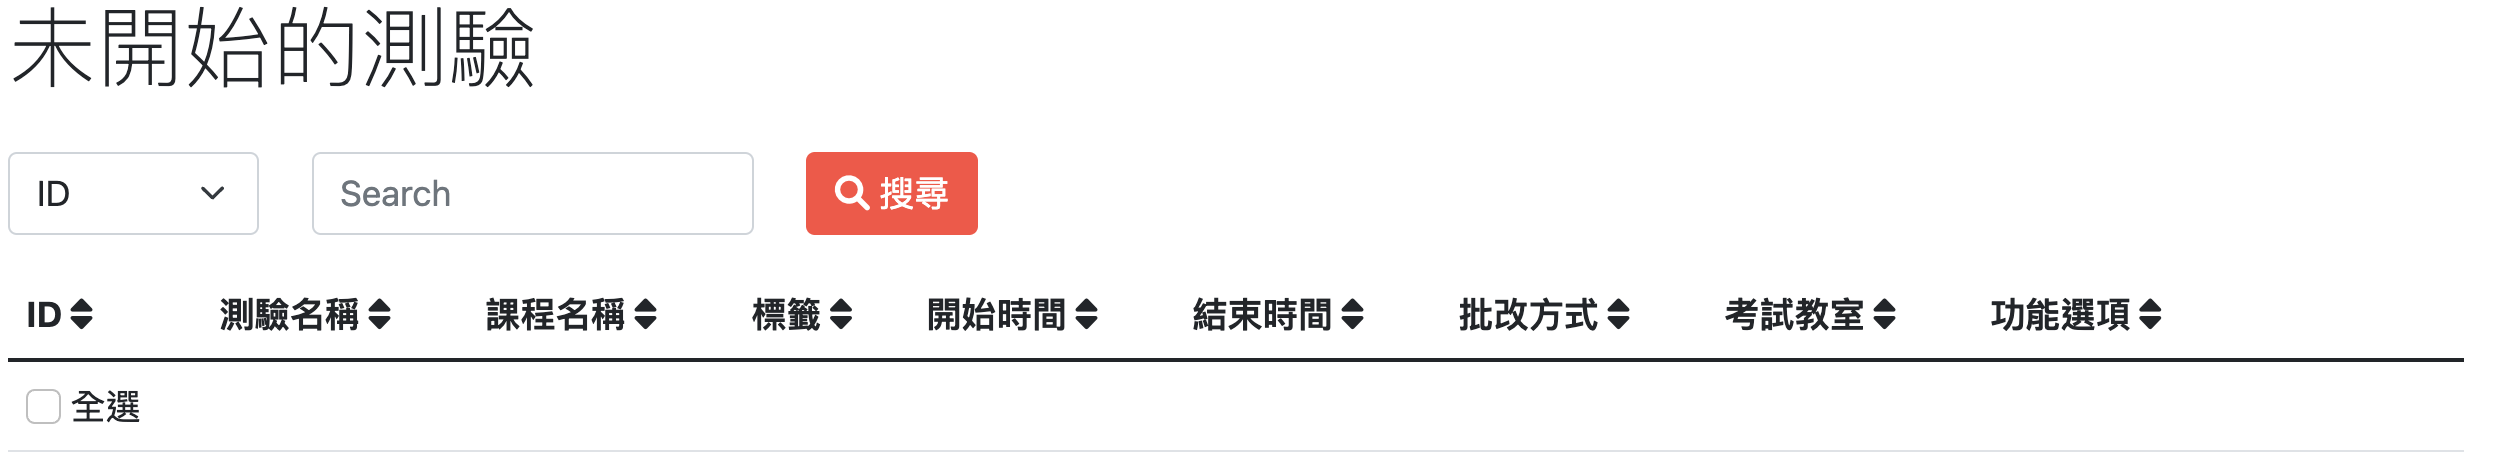 未開始的測驗
ID Search 搜尋
ID 測驗名稱 課程名稱 標籤 開始時間 結束時間 批改方式 試教室 功能選項
全選